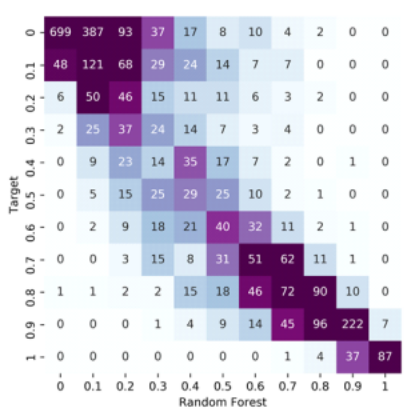 0 699 387 93 37 17 8 10 4 2 0 0
0.1 48 121 68 29 24 14 7 7 0 0 0
0.2 6 50 46 15 11 11 6 3 2 0 0
0.3 2 25 37 24 14 7 3 4 0 0 0
0.4 0 9 23 14 35 17 7 2 0 1 0
0.5 0 5 15 25 29 25 10 2 1 0 0
0.6 0 2 9 18 21 40 32 11 2 1 0
0.7 0 0 3 15 8 31 51 62 11 1 0
0.8 1 1 2 2 15 18 46 72 90 10 0
0.9 0 0 0 1 4 9 14 45 96 222 7
1 0 0 0 0 0 0 0 1 4 37 87
Target
0 0.1 0.2 0.3 0.4 0.5 0.6 0.7 0.8 0.9 1
Random Forest